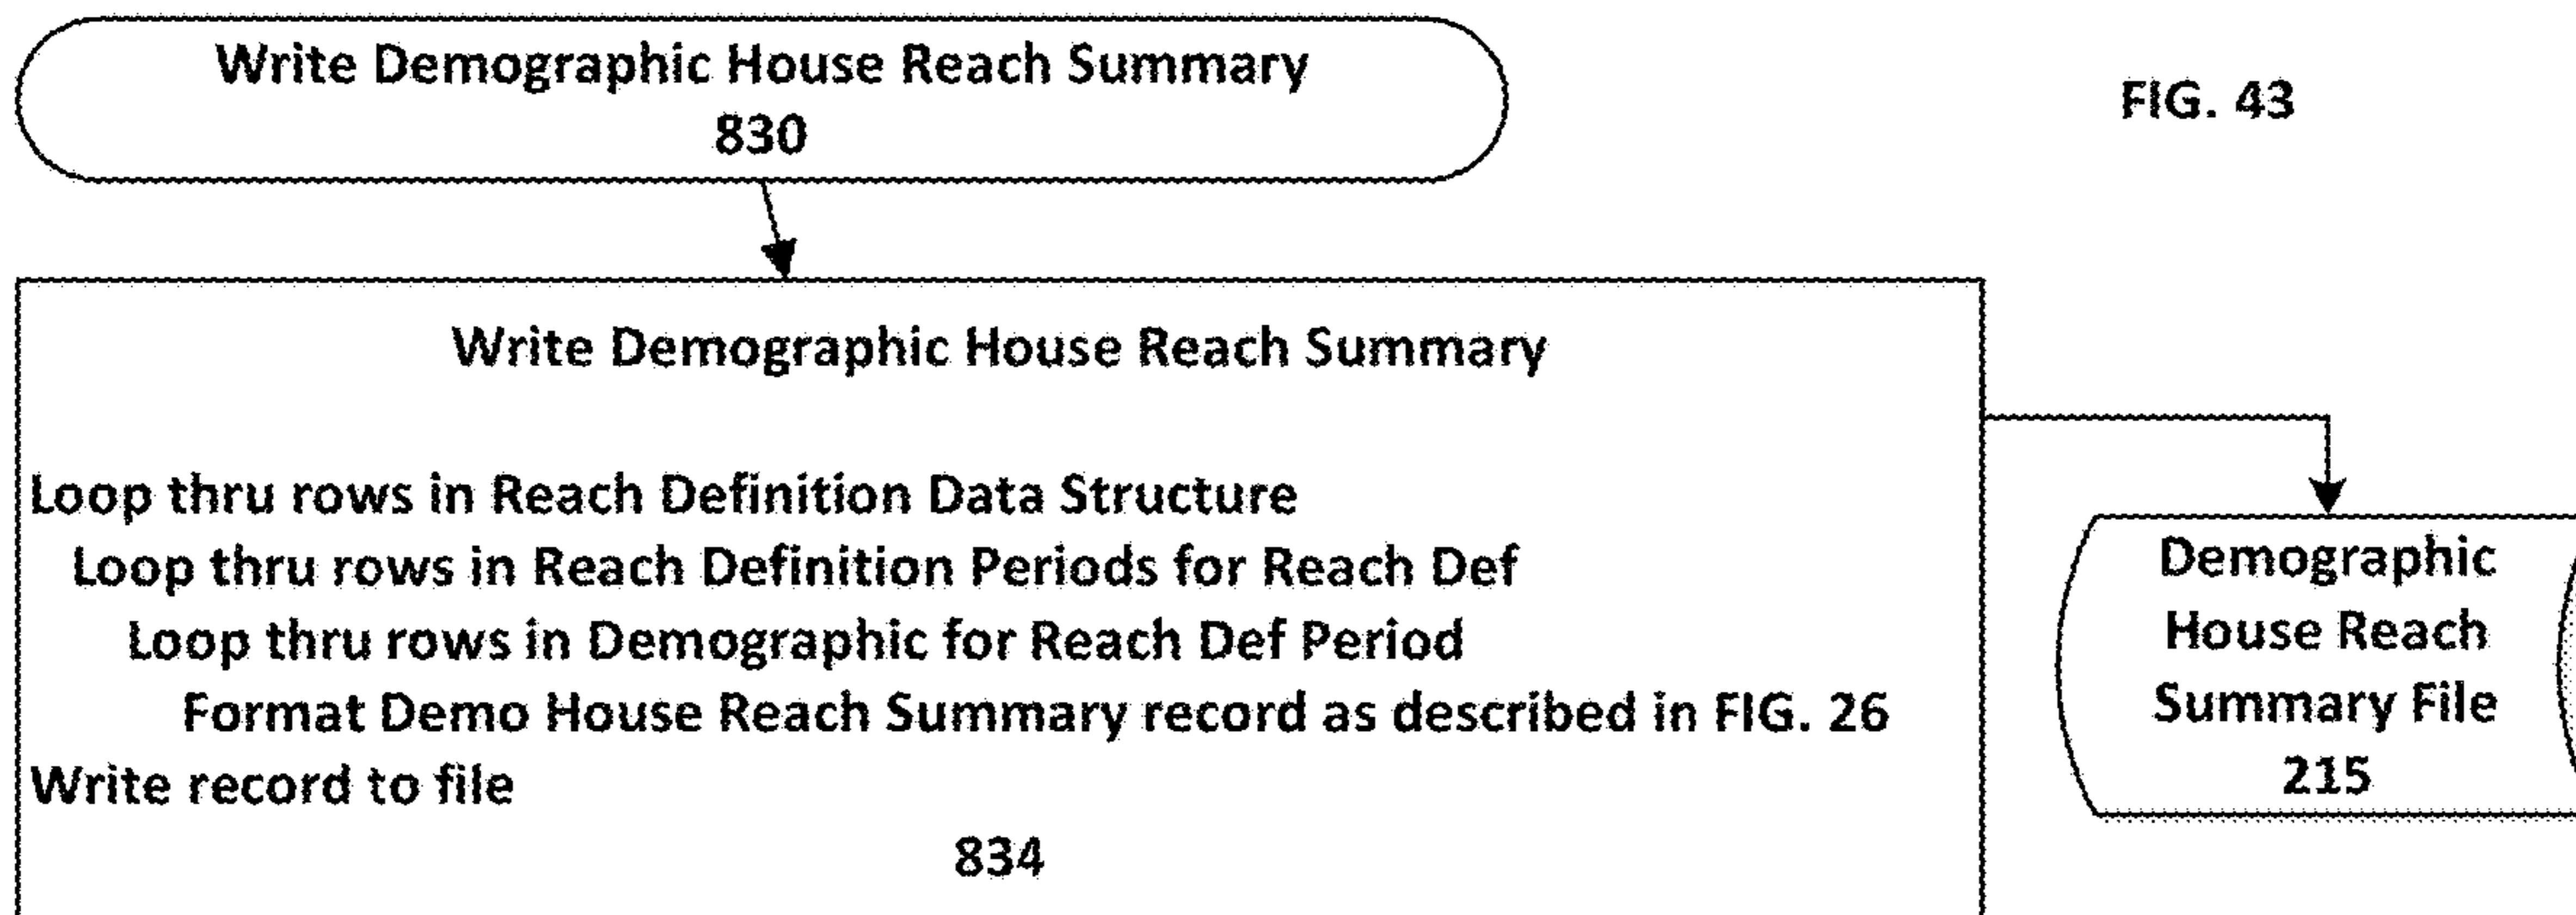 Write Demographic House Reach Summary
830
FIG. 43
Write Demographic House Reach Summary
Loop thru rows in Reach Definition Data Structure
Loop thru rows in Reach Definition Periods for Reach Def
Loop thru rows in Demographic for Reach Def Period
Format Demo House Reach Summary record as described in FIG. 26
Write record to file
834
Demographic
House Reach
Summary File
215